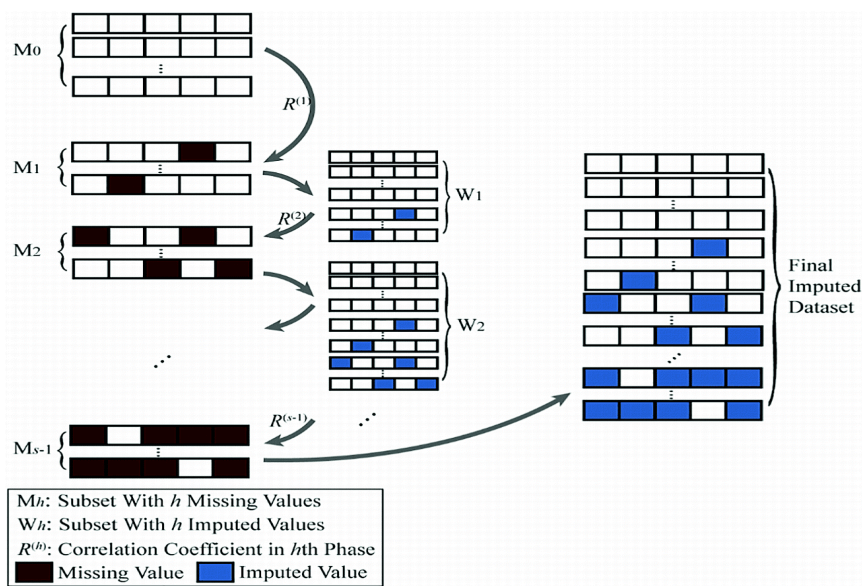 M0
R(1)
M1
W1
R(2)
M2
Final
Imputed
Dataset
W2
R(s-1)
Ms-1
Mh: Subset With h Missing Values
Wh: Subset With h Imputed Values
R(h): Correlation Coefficient in hth Phase
Missing Value Imputed Value